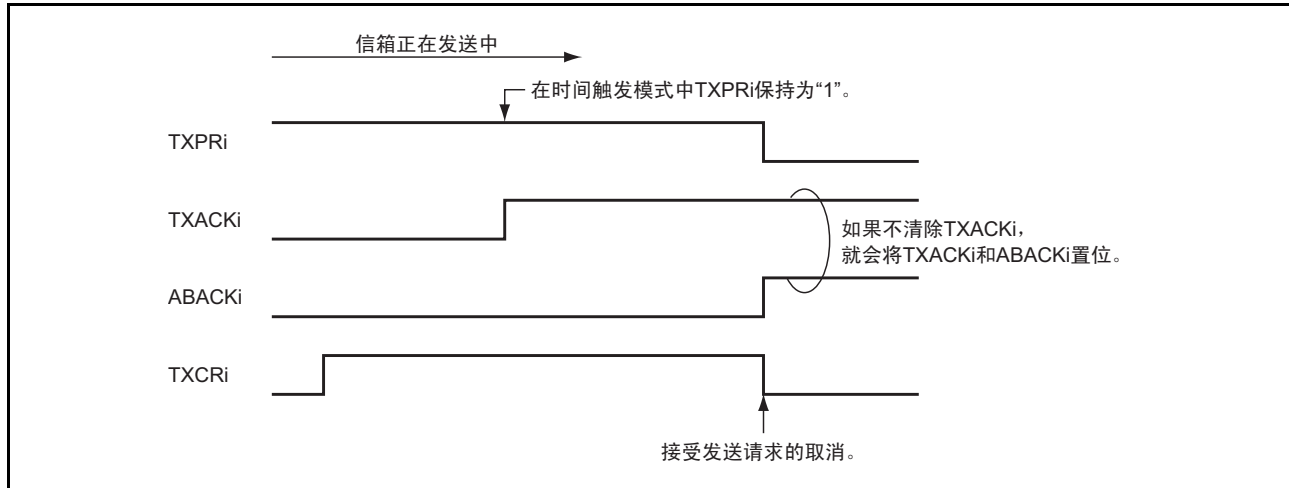 信箱正在发送中
在时间触发模式中TXPRi保持为“1”。
TXPRi
TXACKi
如果不清除TXACKi，
就会将TXACKi和ABACKi置位。
ABACKi
TXCRi
接受发送请求的取消。